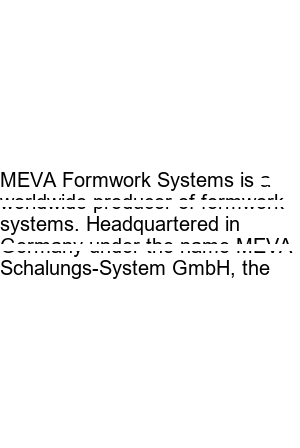 MEVA Formwork Systems is a
worldwide producer of formwork
systems. Headquartered in
Germany under the name MEVA
Schalungs-System GmbH, the